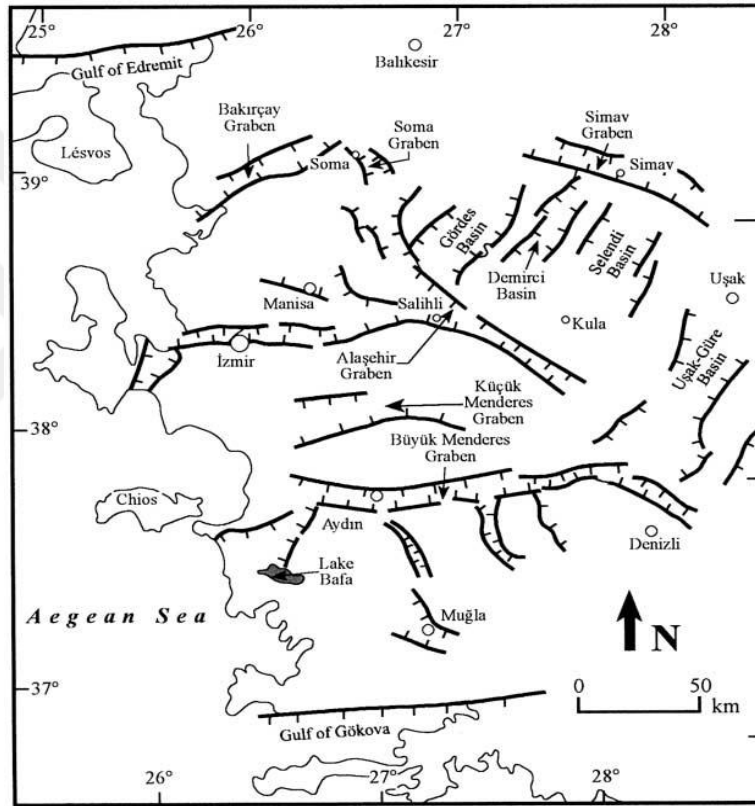 25°
26°
27°
28°
Gulf of Edremit
Balıkesir
Bakırçay
Graben
Soma
Graben
Simav
Graben
Lésvos
Soma
Simav
39°
Gördes
Basin
Demirci
Basin
Selendi
Basin
Uşak
Manisa
Salihli
Kula
İzmir
Alaşehir
Graben
Uşak-Güre
Basin
Küçük
Menderes
Graben
38°
Büyük Menderes
Graben
Chios
Aydın
Denizli
Lake
Bafa
Aegean Sea
Muğla
N
37°
0 50
km
Gulf of Gökova
26°
27°
28°